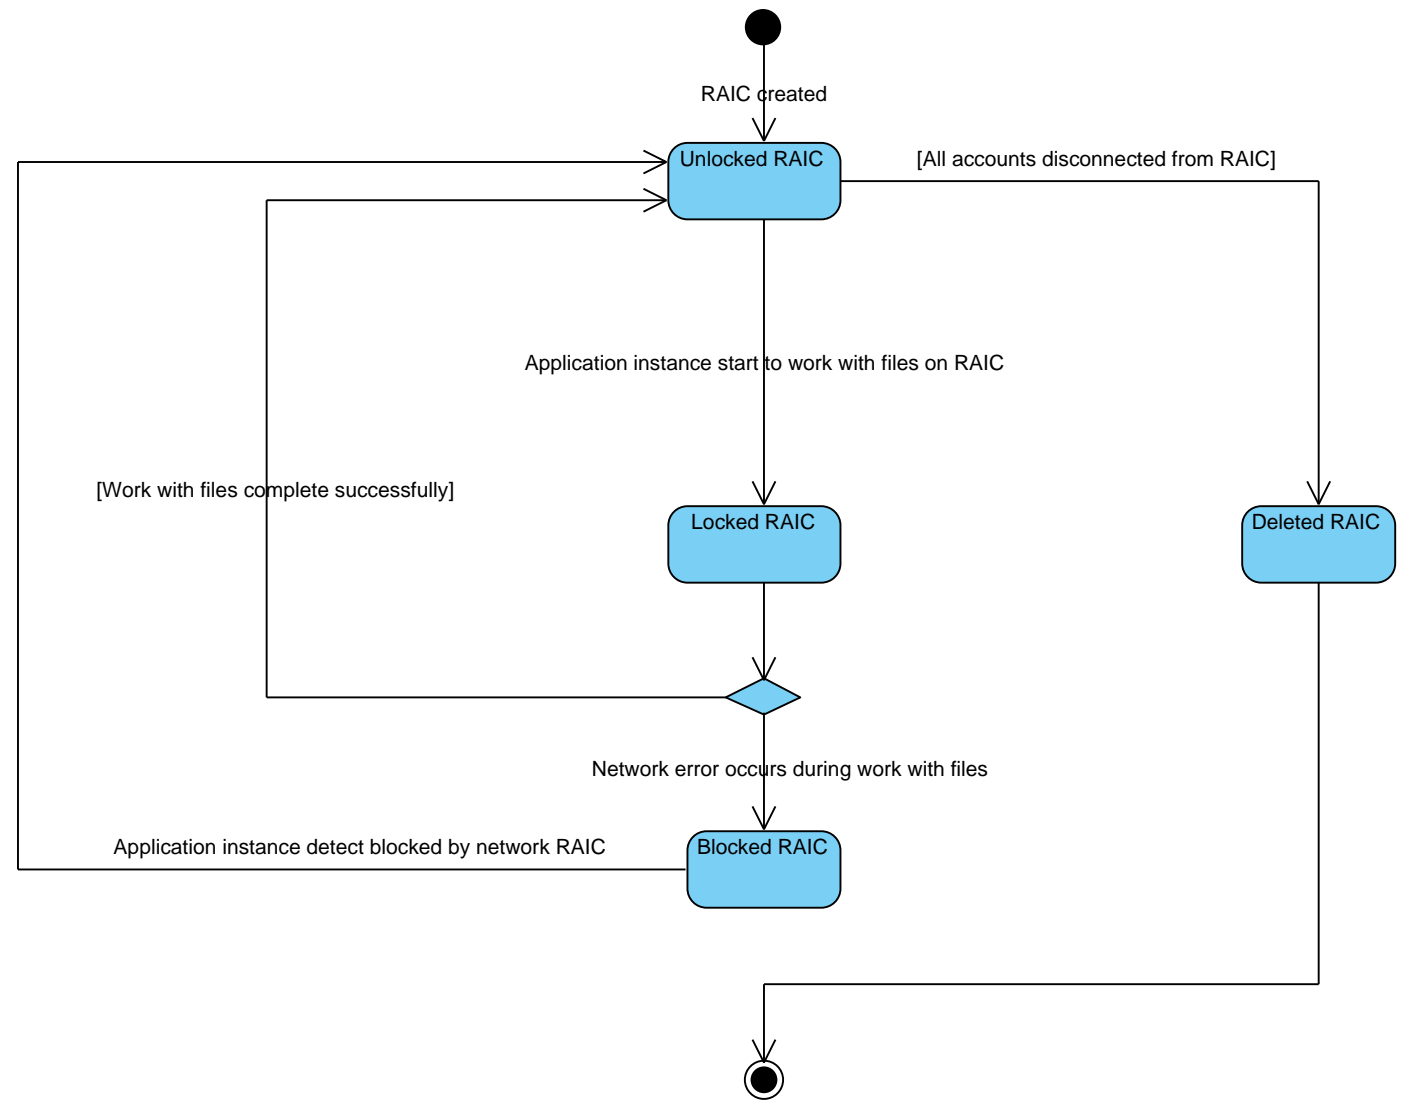 RAIC created
Unlocked RAIC
[All accounts disconnected from RAIC]
Application instance start to work with files on RAIC
[Work with files complete successfully]
Locked RAIC
Deleted RAIC
Network error occurs during work with files
Application instance detect blocked by network RAIC
Blocked RAIC